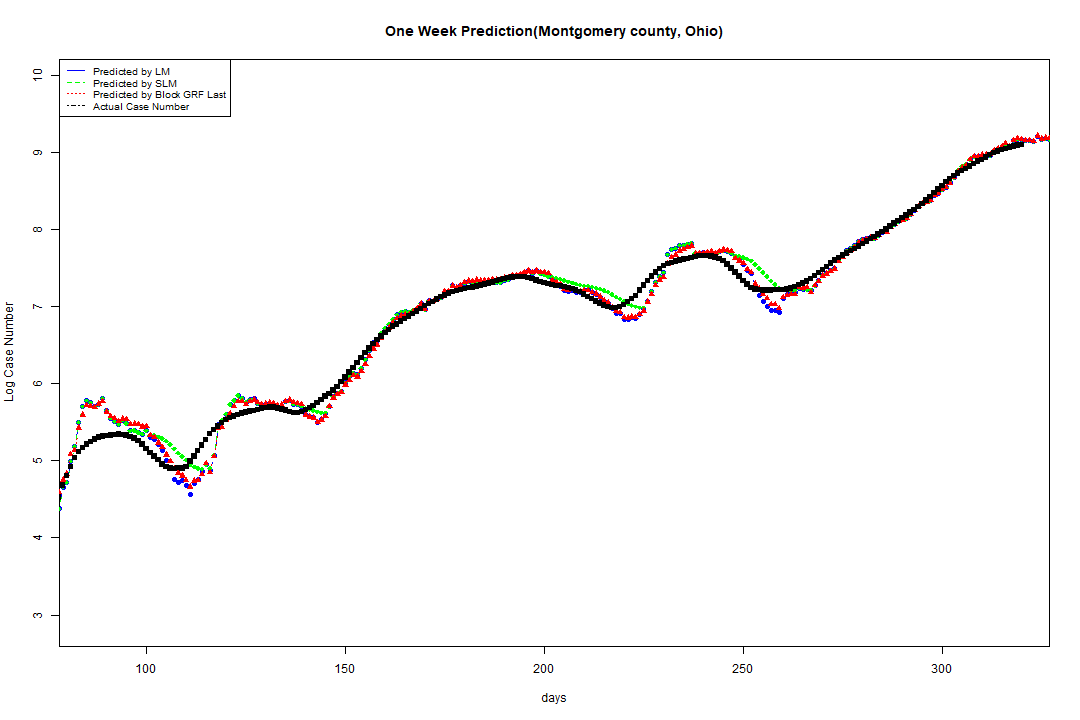 One Week Prediction(Montgomery county, Ohio)
Predicted by LM
Predicted by SLM
Predicted by Block GRF Last
Actual Case Number
10
9
8
7
6
5
4
3
Log Case Number
100 150 200 250 300
days